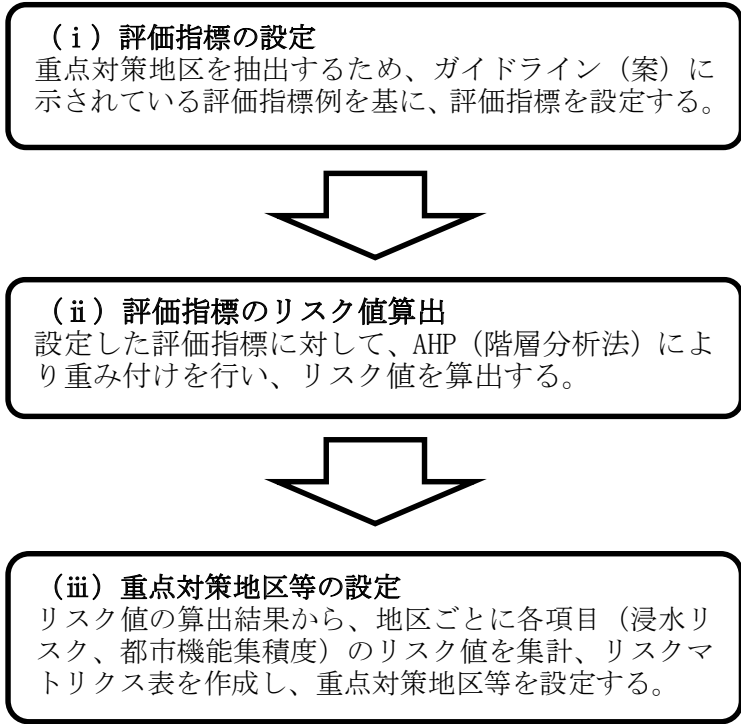 （ⅰ）評価指標の設定
重点対策地区を抽出するため、ガイドライン（案）に
示されている評価指標例を基に、評価指標を設定する。
（ⅱ）評価指標のリスク値算出
設定した評価指標に対して、AHP（階層分析法）によ
り重み付けを行い、リスク値を算出する。
（ⅲ）重点対策地区等の設定
リスク値の算出結果から、地区ごとに各項目（浸水リ
スク、都市機能集積度）のリスク値を集計、リスクマ
トリクス表を作成し、重点対策地区等を設定する。